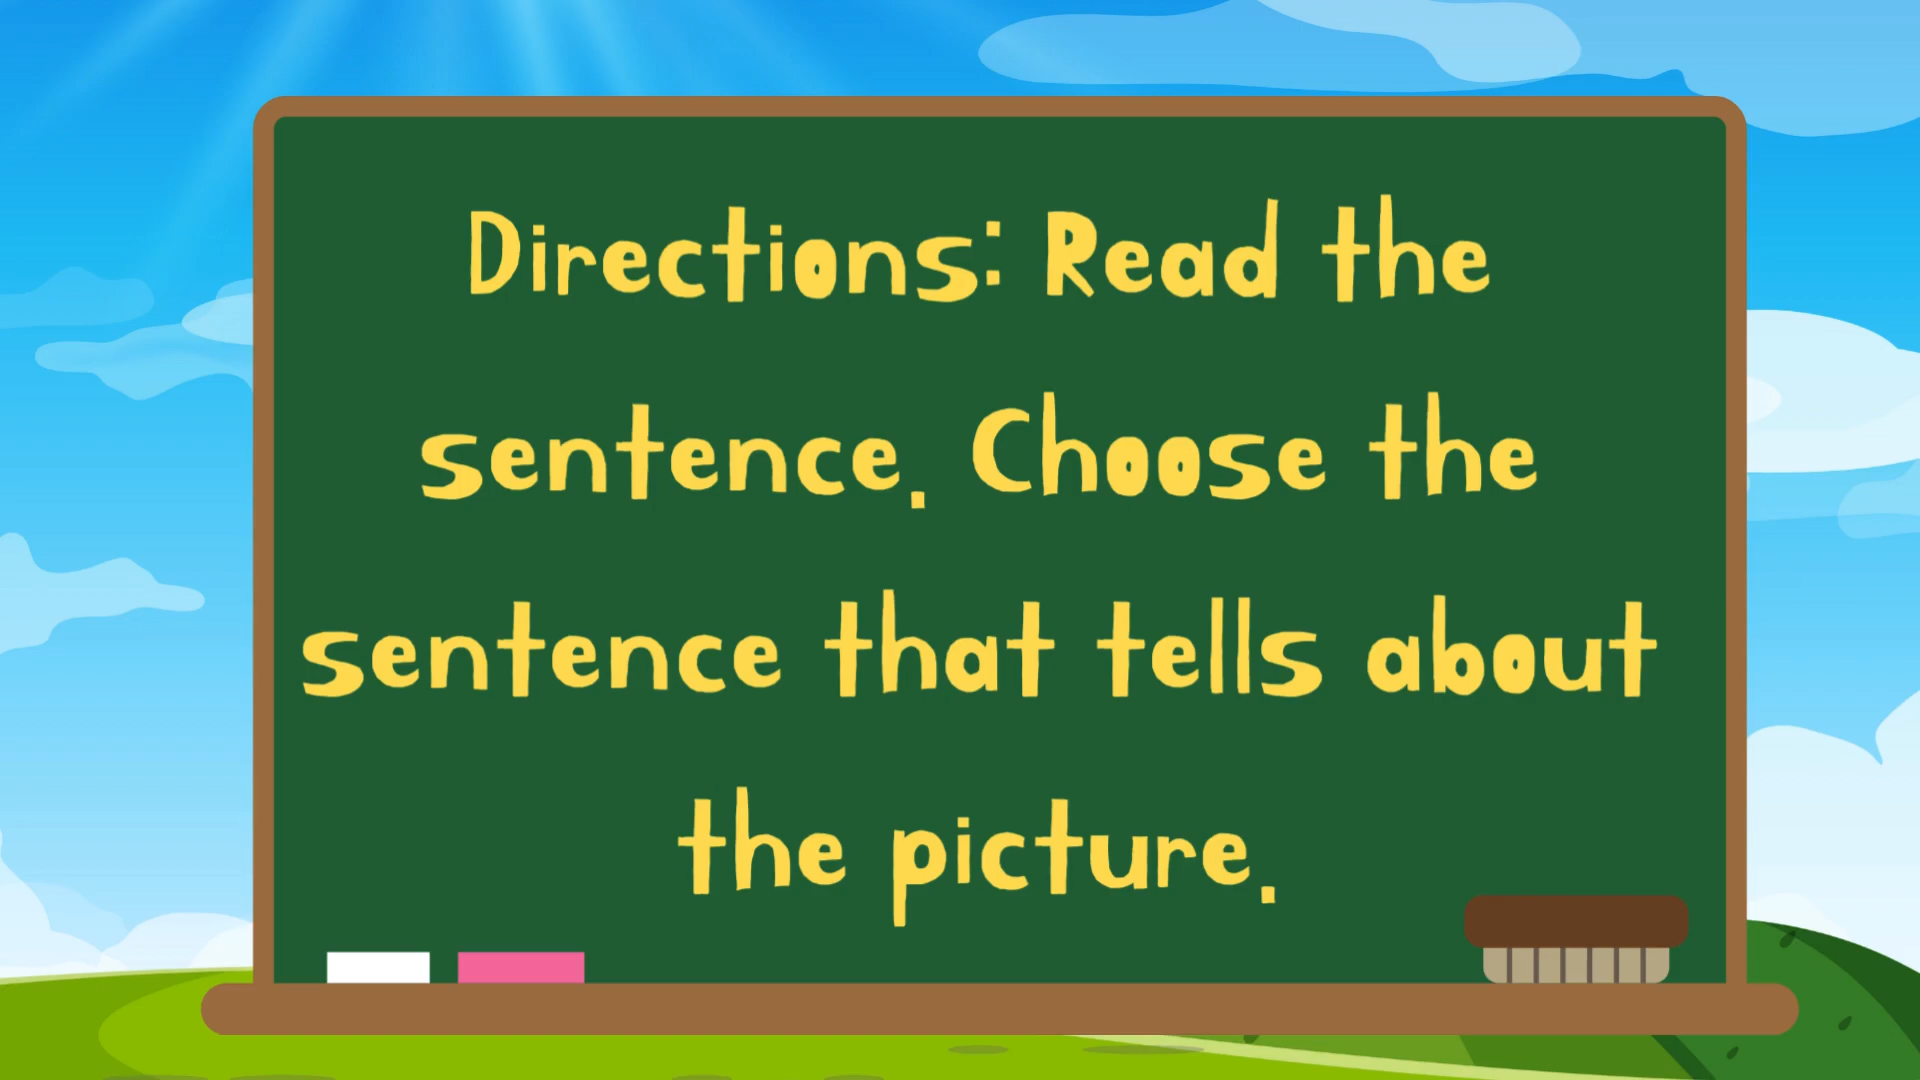 Directions: Read the
sentence. Choose the
sentence that tells about
the picture.